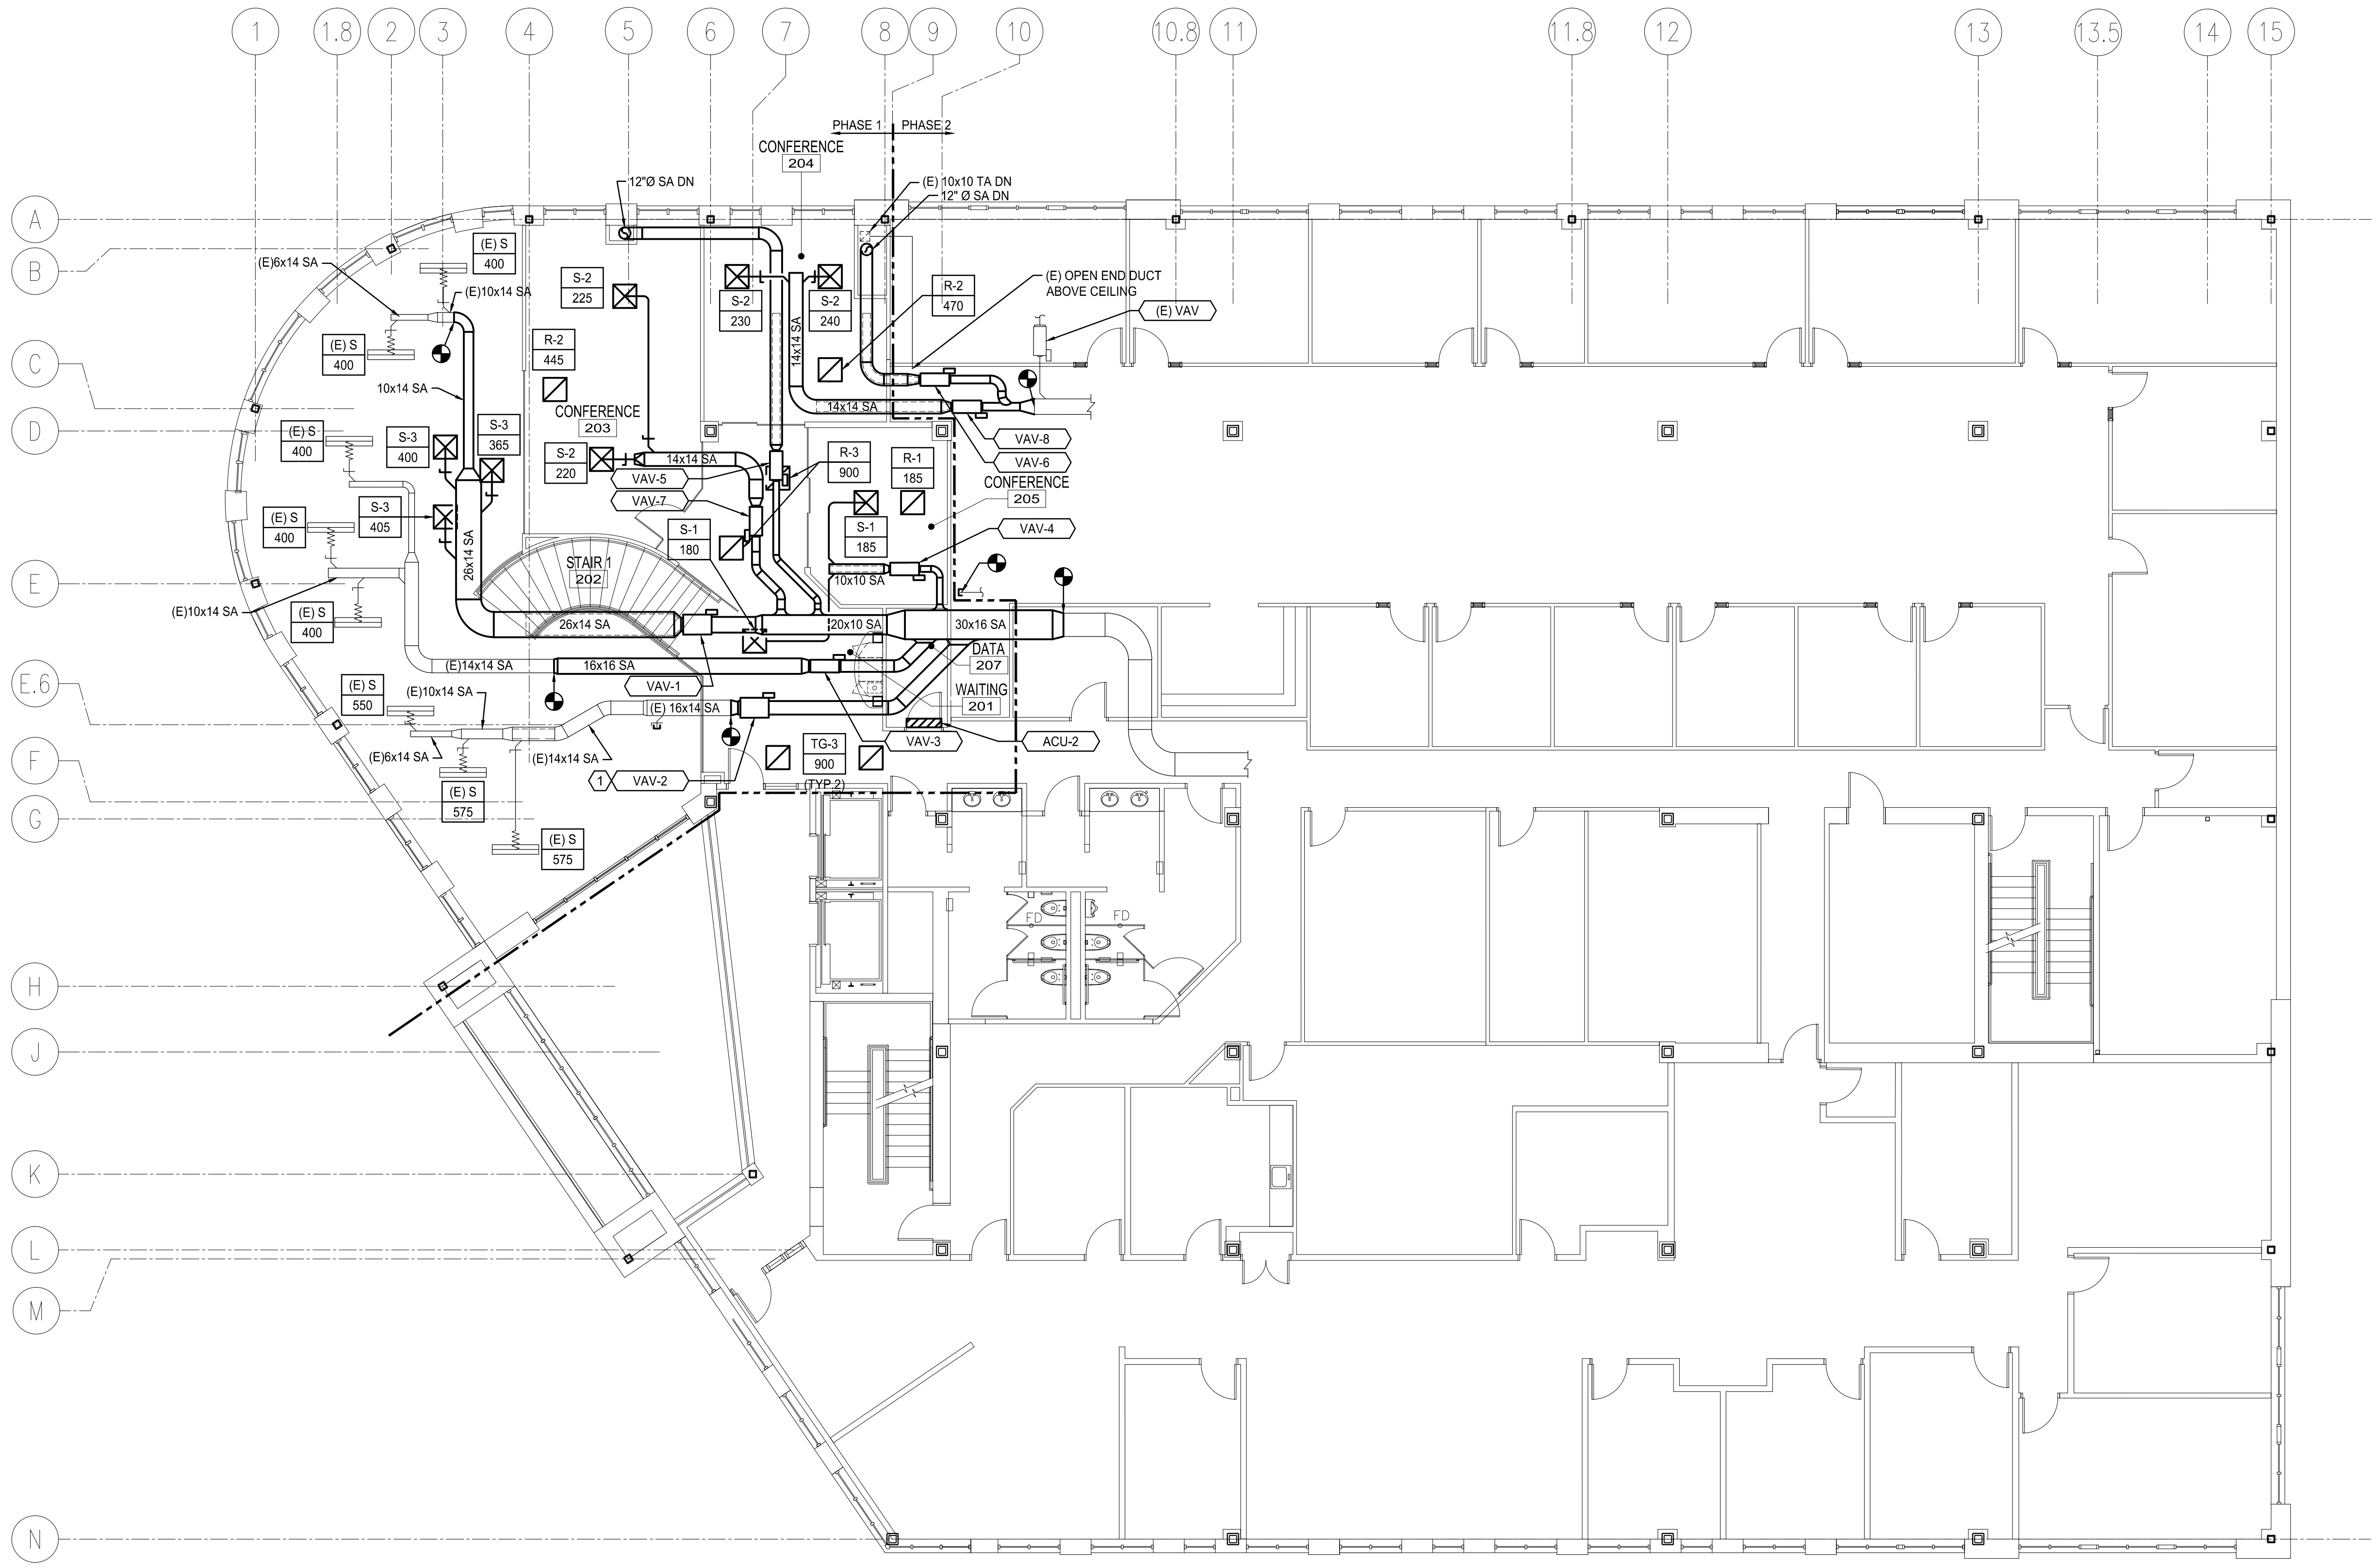 1
1.8
2
3
4
5
6
7
8
9
10
10.8
11
11.8
12
13
13.5
14
15
PHASE 1
PHASE 2
CONFERENCE
204
12"Ø SA DN
(E) 10x10 TA DN
12" Ø SA DN
A
B
C
D
E
E.6
F
G
H
J
K
L
M
N
(E) S
400
(E)6x14 SA
(E)10x14 SA
S-2
225
S-2
230
S-2
240
R-2
470
(E) OPEN END DUCT
ABOVE CEILING
(E) VAV
14x14 SA
(E) S
400
R-2
445
10x14 SA
CONFERENCE
203
14x14 SA
(E) S
400
S-3
400
S-3
365
S-2
220
14x14 SA
R-3
900
R-1
185
VAV-8
VAV-6
VAV-5
VAV-7
CONFERENCE
205
(E) S
400
S-3
405
26x14 SA
S-1
180
S-1
185
VAV-4
STAIR 1
202
10x10 SA
(E)10x14 SA
(E) S
400
26x14 SA
20x10 SA
30x16 SA
(E)14x14 SA
16x16 SA
DATA
207
VAV-1
WAITING
201
(E) S
550
(E)10x14 SA
(E) 16x14 SA
(E)6x14 SA
(E)14x14 SA
TG-3
900
(TYP.2)
VAV-3
ACU-2
1
VAV-2
(E) S
575
(E) S
575
FD
FD